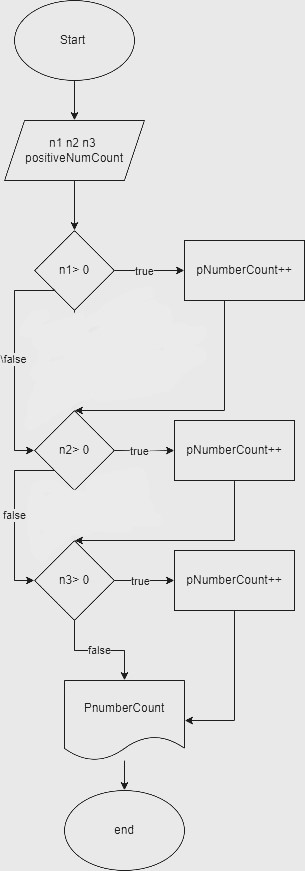 Start
n1 n2 n3
positiveNumCount
n1> 0
true
pNumberCount++
\false
n2> 0
true
pNumberCount++
false
n3> 0
true
pNumberCount++
false
PnumberCount
end